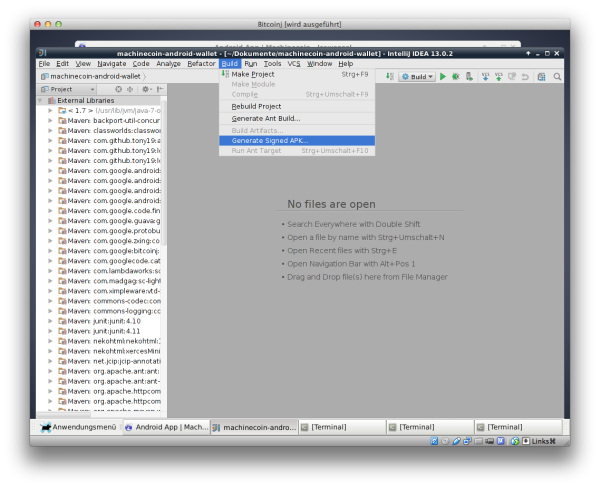 Bitcoinj [wird ausgeführt]
machinecoin-android-wallet - [~/Dokumente/machinecoin-android-wallet] - IntelliJ IDEA 13.0.2
File Edit View Navigate Code Analyze Refactor Build Run Tools VCS Window Help
machinecoin-android-wallet
Build
Make Project Strg+F9
Make Module
Compile Strg+Umschalt+F9
Rebuild Project
Generate Ant Build...
Build Artifacts...
Generate Signed APK...
Run Ant Target Strg+Umschalt+F10
Project
External Libraries
< 1.7 > (/usr/lib/jvm/java-7-o
Maven: backport-util-concur
Maven: classworlds:classwo
Maven: com.github.tony19:
Maven: com.github.tony19:l
Maven: com.github.tony19:l
Maven: com.google.android:
Maven: com.google.android:
Maven: com.google.android:
Maven: com.google.code.fin
Maven: com.google.guava:g
Maven: com.google.protobu
Maven: com.google.zxing:co
Maven: com.google:bitcoinj:
Maven: com.googlecode.cat
Maven: com.lambdaworks:sc
Maven: com.madgag:sc-light
Maven: com.ximpleware:vtd-
Maven: commons-codec:com
Maven: commons-logging:co
Maven: junit:junit:4.10
Maven: junit:junit:4.11
Maven: nekohtml:nekohtml:
Maven: nekohtml:xercesMini
Maven: net.jcip:jcip-annotati
Maven: org.apache.ant:ant:
Maven: org.apache.ant:ant-
Maven: org.apache.httpcom
Maven: org.apache.httpcom
No files are open
• Search Everywhere with Double Shift
• Open a file by name with Strg+Umschalt+N
• Open Recent files with Strg+E
• Open Navigation Bar with Alt+Pos 1
• Drag and Drop file(s) here from File Manager
Anwendungsmenü Android App | Mach... machinecoin-andro... [Terminal] [Terminal] [Terminal]
Links⌘